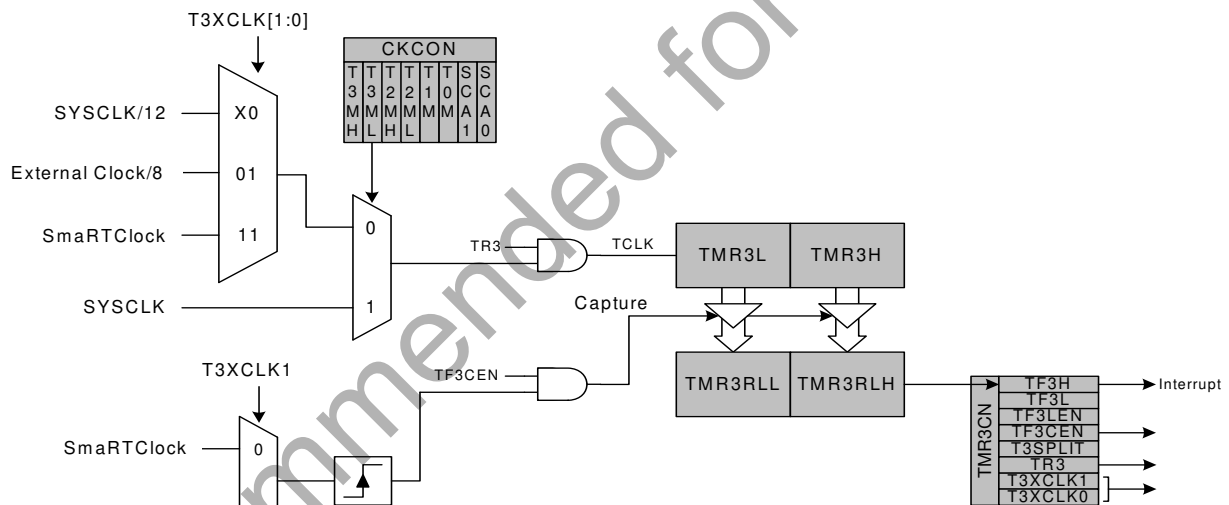 T3XCLK[1:0]
CKCON
T3MH T3ML T2MH T2ML T1M T0M SCA1 SCA0
SYSCLK/12
X0
External Clock/8
01
SmaRTClock
11
0
SYSCLK
1
TR3
TCLK
TMR3L
TMR3H
Capture
T3XCLK1
TF3CEN
TMR3RLL
TMR3RLH
SmaRTClock
0
TMR3CN
TF3H
Interrupt
TF3L
TF3LEN
TF3CEN
T3SPLIT
TR3
T3XCLK1
T3XCLK0
mmended for